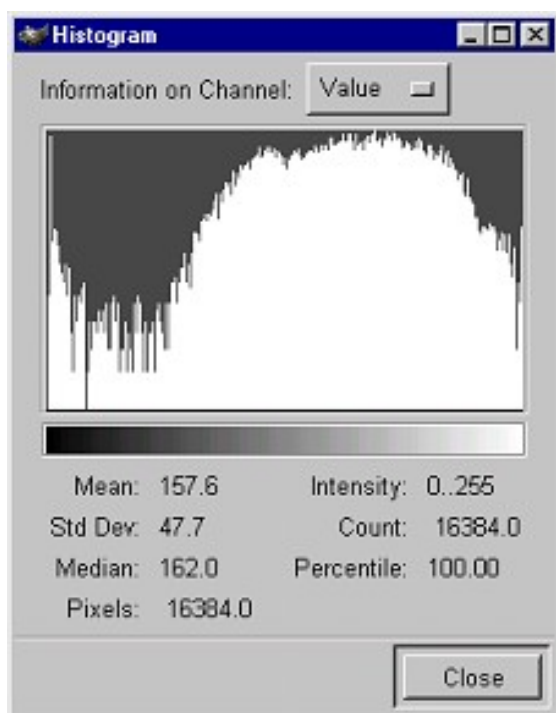 Histogram
Information on Channel: Value
Mean: 157.6 Intensity: 0..255
Std Dev: 47.7 Count: 16384.0
Median: 162.0 Percentile: 100.00
Pixels: 16384.0
Close